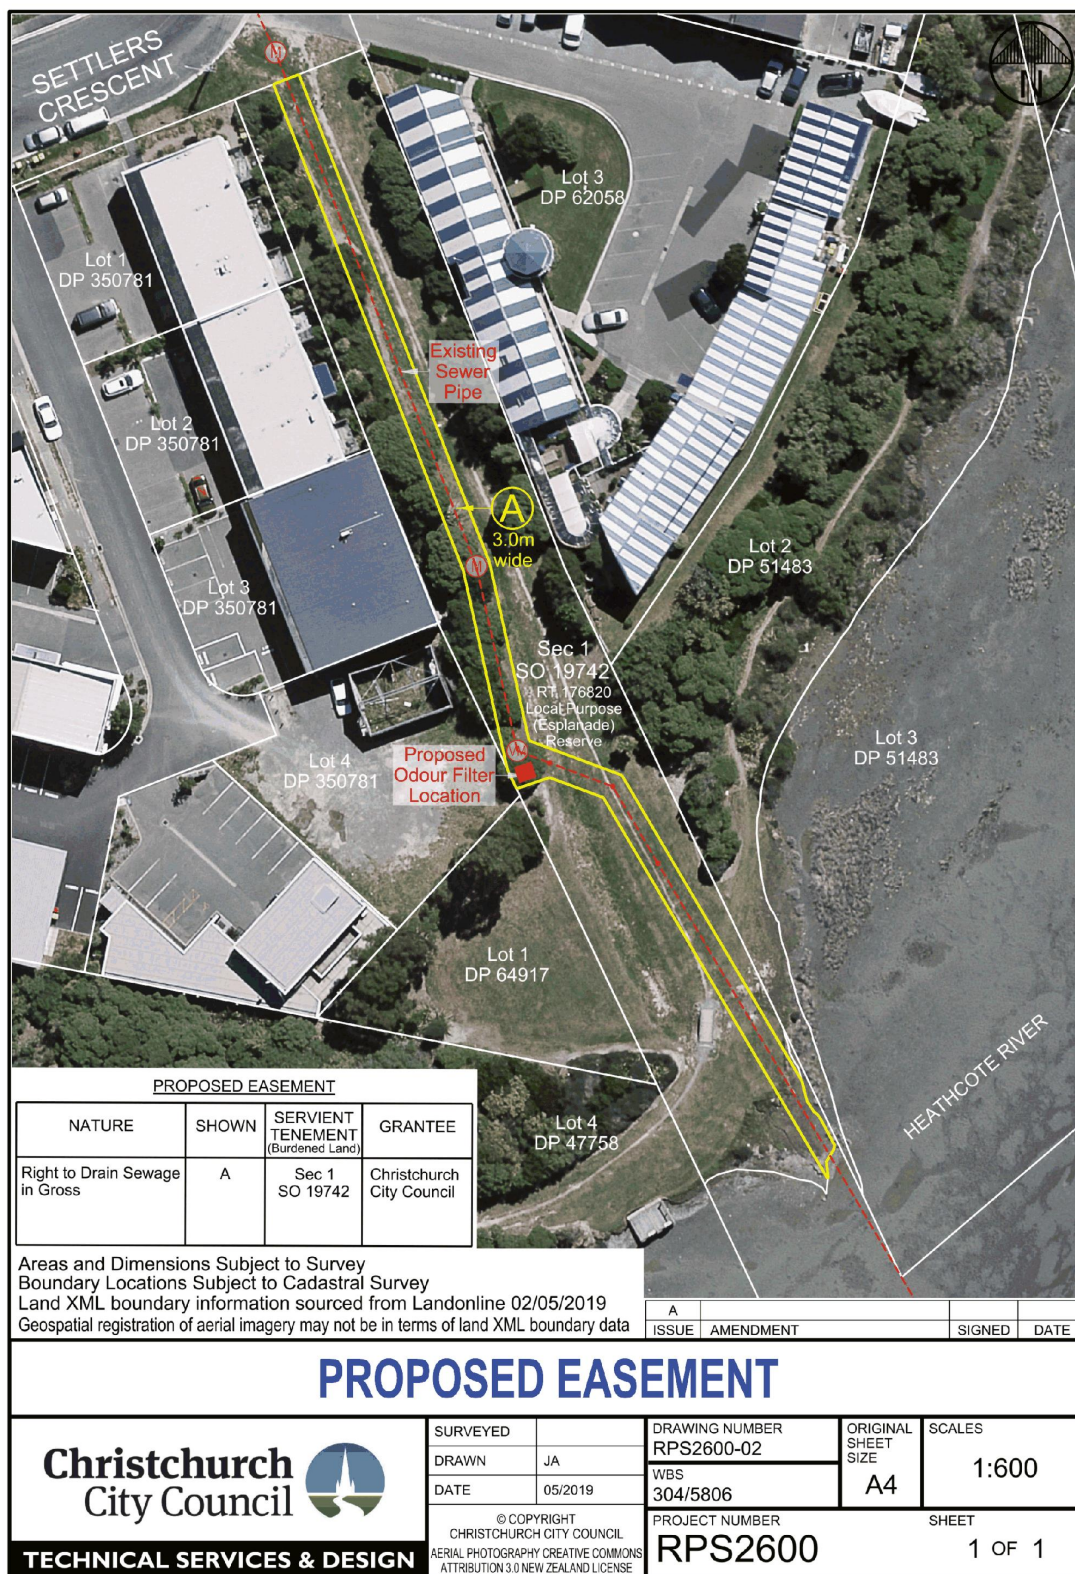 SETTLERS
CRESCENT
M
N
Lot 3
DP 62058
Lot 1
DP 350781
Existing
Sewer
Pipe
Lot 2
DP 350781
A
3.0m
wide
M
Lot 2
DP 51483
Lot 3
DP 350781
Sec 1
SO 19742
RT 176820
Local Purpose
(Esplanade)
Reserve
Lot 3
DP 51483
Lot 4
DP 350781
Proposed
Odour Filter
Location
Lot 1
DP 64917
HEATHCOTE RIVER
Lot 4
DP 47758
PROPOSED EASEMENT
NATURE SHOWN SERVIENT TENEMENT (Burdened Land) GRANTEE
Right to Drain Sewage in Gross A Sec 1 SO 19742 Christchurch City Council
Areas and Dimensions Subject to Survey
Boundary Locations Subject to Cadastral Survey
Land XML boundary information sourced from Landonline 02/05/2019
Geospatial registration of aerial imagery may not be in terms of land XML boundary data
A
ISSUE AMENDMENT SIGNED DATE
PROPOSED EASEMENT
Christchurch
City Council
TECHNICAL SERVICES & DESIGN
SURVEYED
DRAWN JA
DATE 05/2019
© COPYRIGHT
CHRISTCHURCH CITY COUNCIL
AERIAL PHOTOGRAPHY CREATIVE COMMONS
ATTRIBUTION 3.0 NEW ZEALAND LICENSE
DRAWING NUMBER
RPS2600-02
WBS
304/5806
PROJECT NUMBER
RPS2600
ORIGINAL
SHEET
SIZE
A4
SCALES
1:600
SHEET
1 OF 1